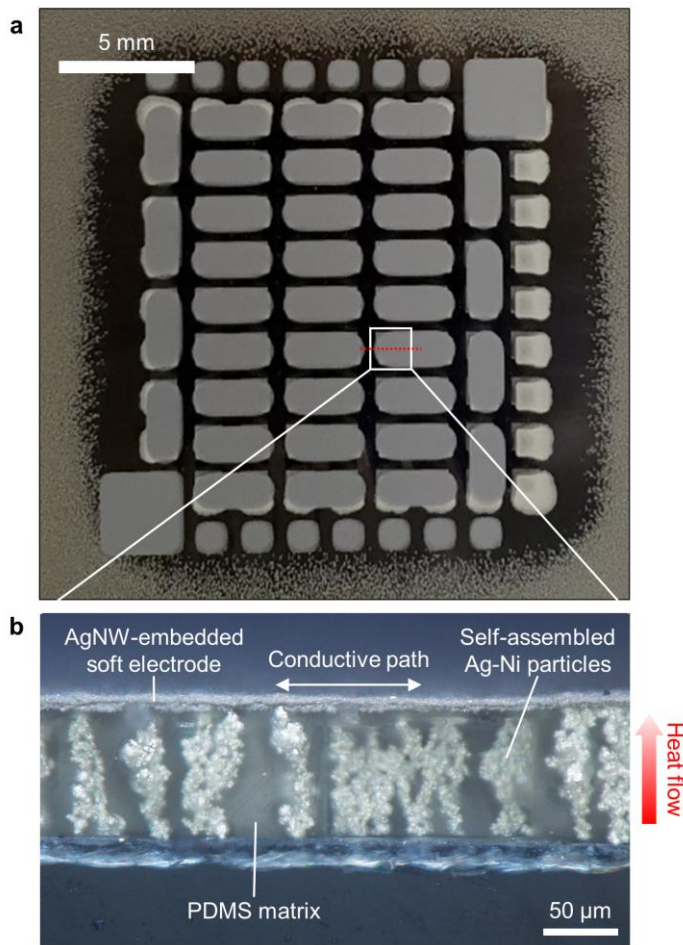 a
5 mm
b
AgNW-embedded
soft electrode
Conductive path
Self-assembled
Ag-Ni particles
Heat flow
PDMS matrix
50 µm